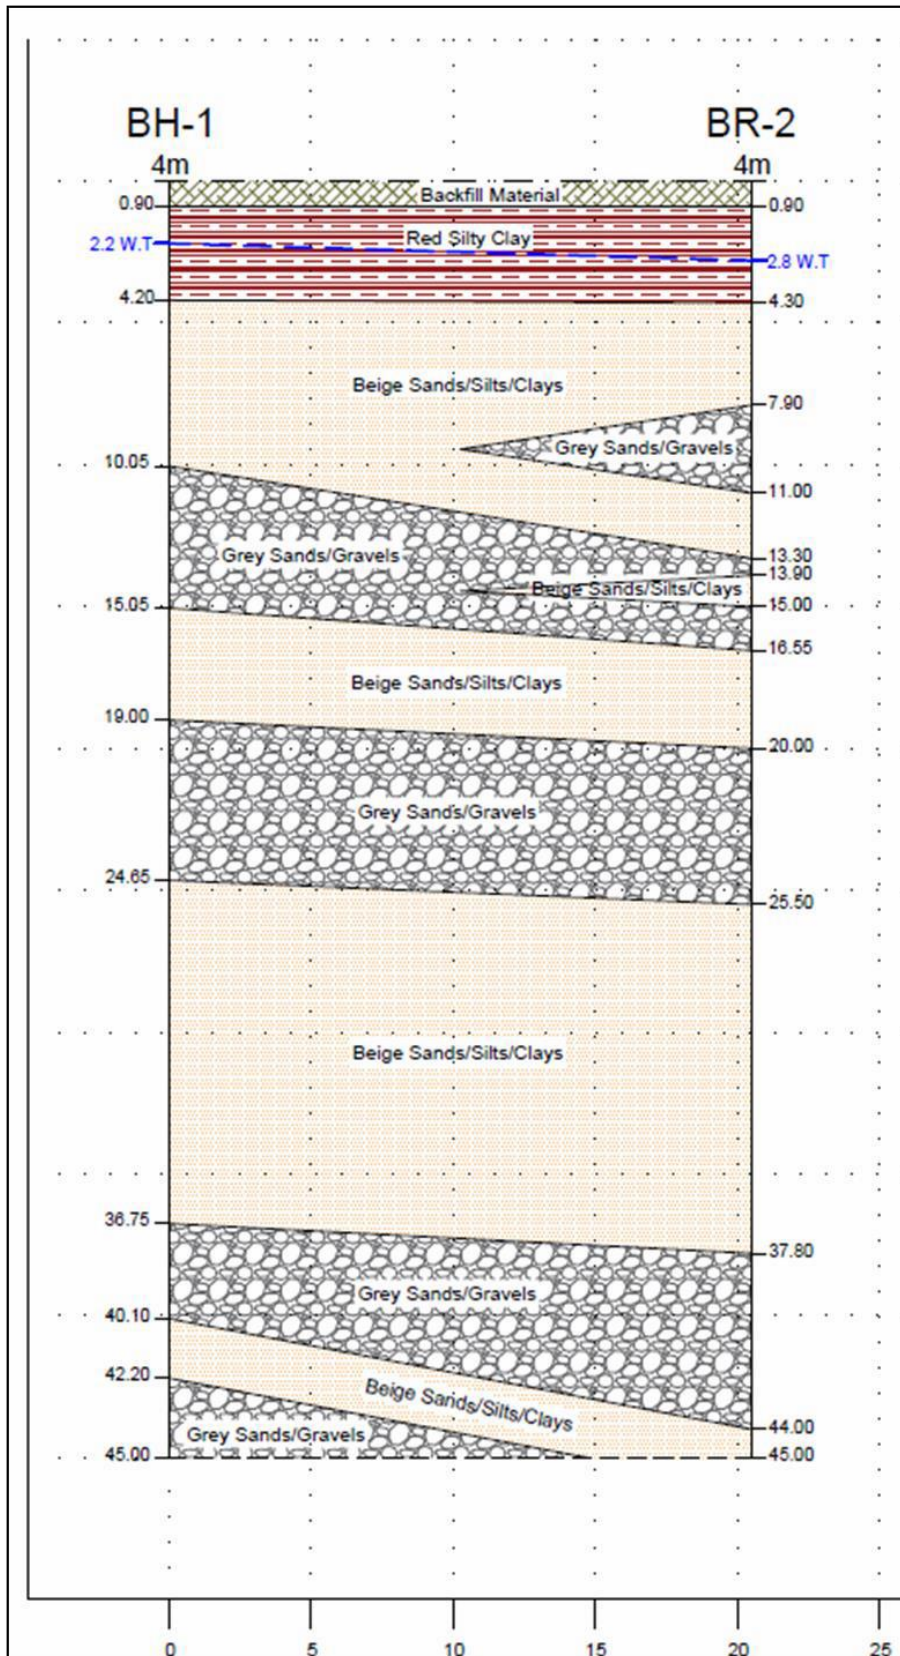 BH-1
BR-2
4m
4m
Backfill Material
0.90
0.90
Red Silty Clay
2.2 W.T
2.8 W.T
4.20
4.30
Beige Sands/Silts/Clays
7.90
Grey Sands/Gravels
10.05
11.00
Grey Sands/Gravels
13.30
13.90
Beige Sands/Silts/Clays
15.05
15.00
16.55
Beige Sands/Silts/Clays
19.00
20.00
Grey Sands/Gravels
24.65
25.50
Beige Sands/Silts/Clays
36.75
37.80
Grey Sands/Gravels
40.10
42.20
Beige Sands/Silts/Clays
44.00
Grey Sands/Gravels
45.00
45.00
0 5 10 15 20 25